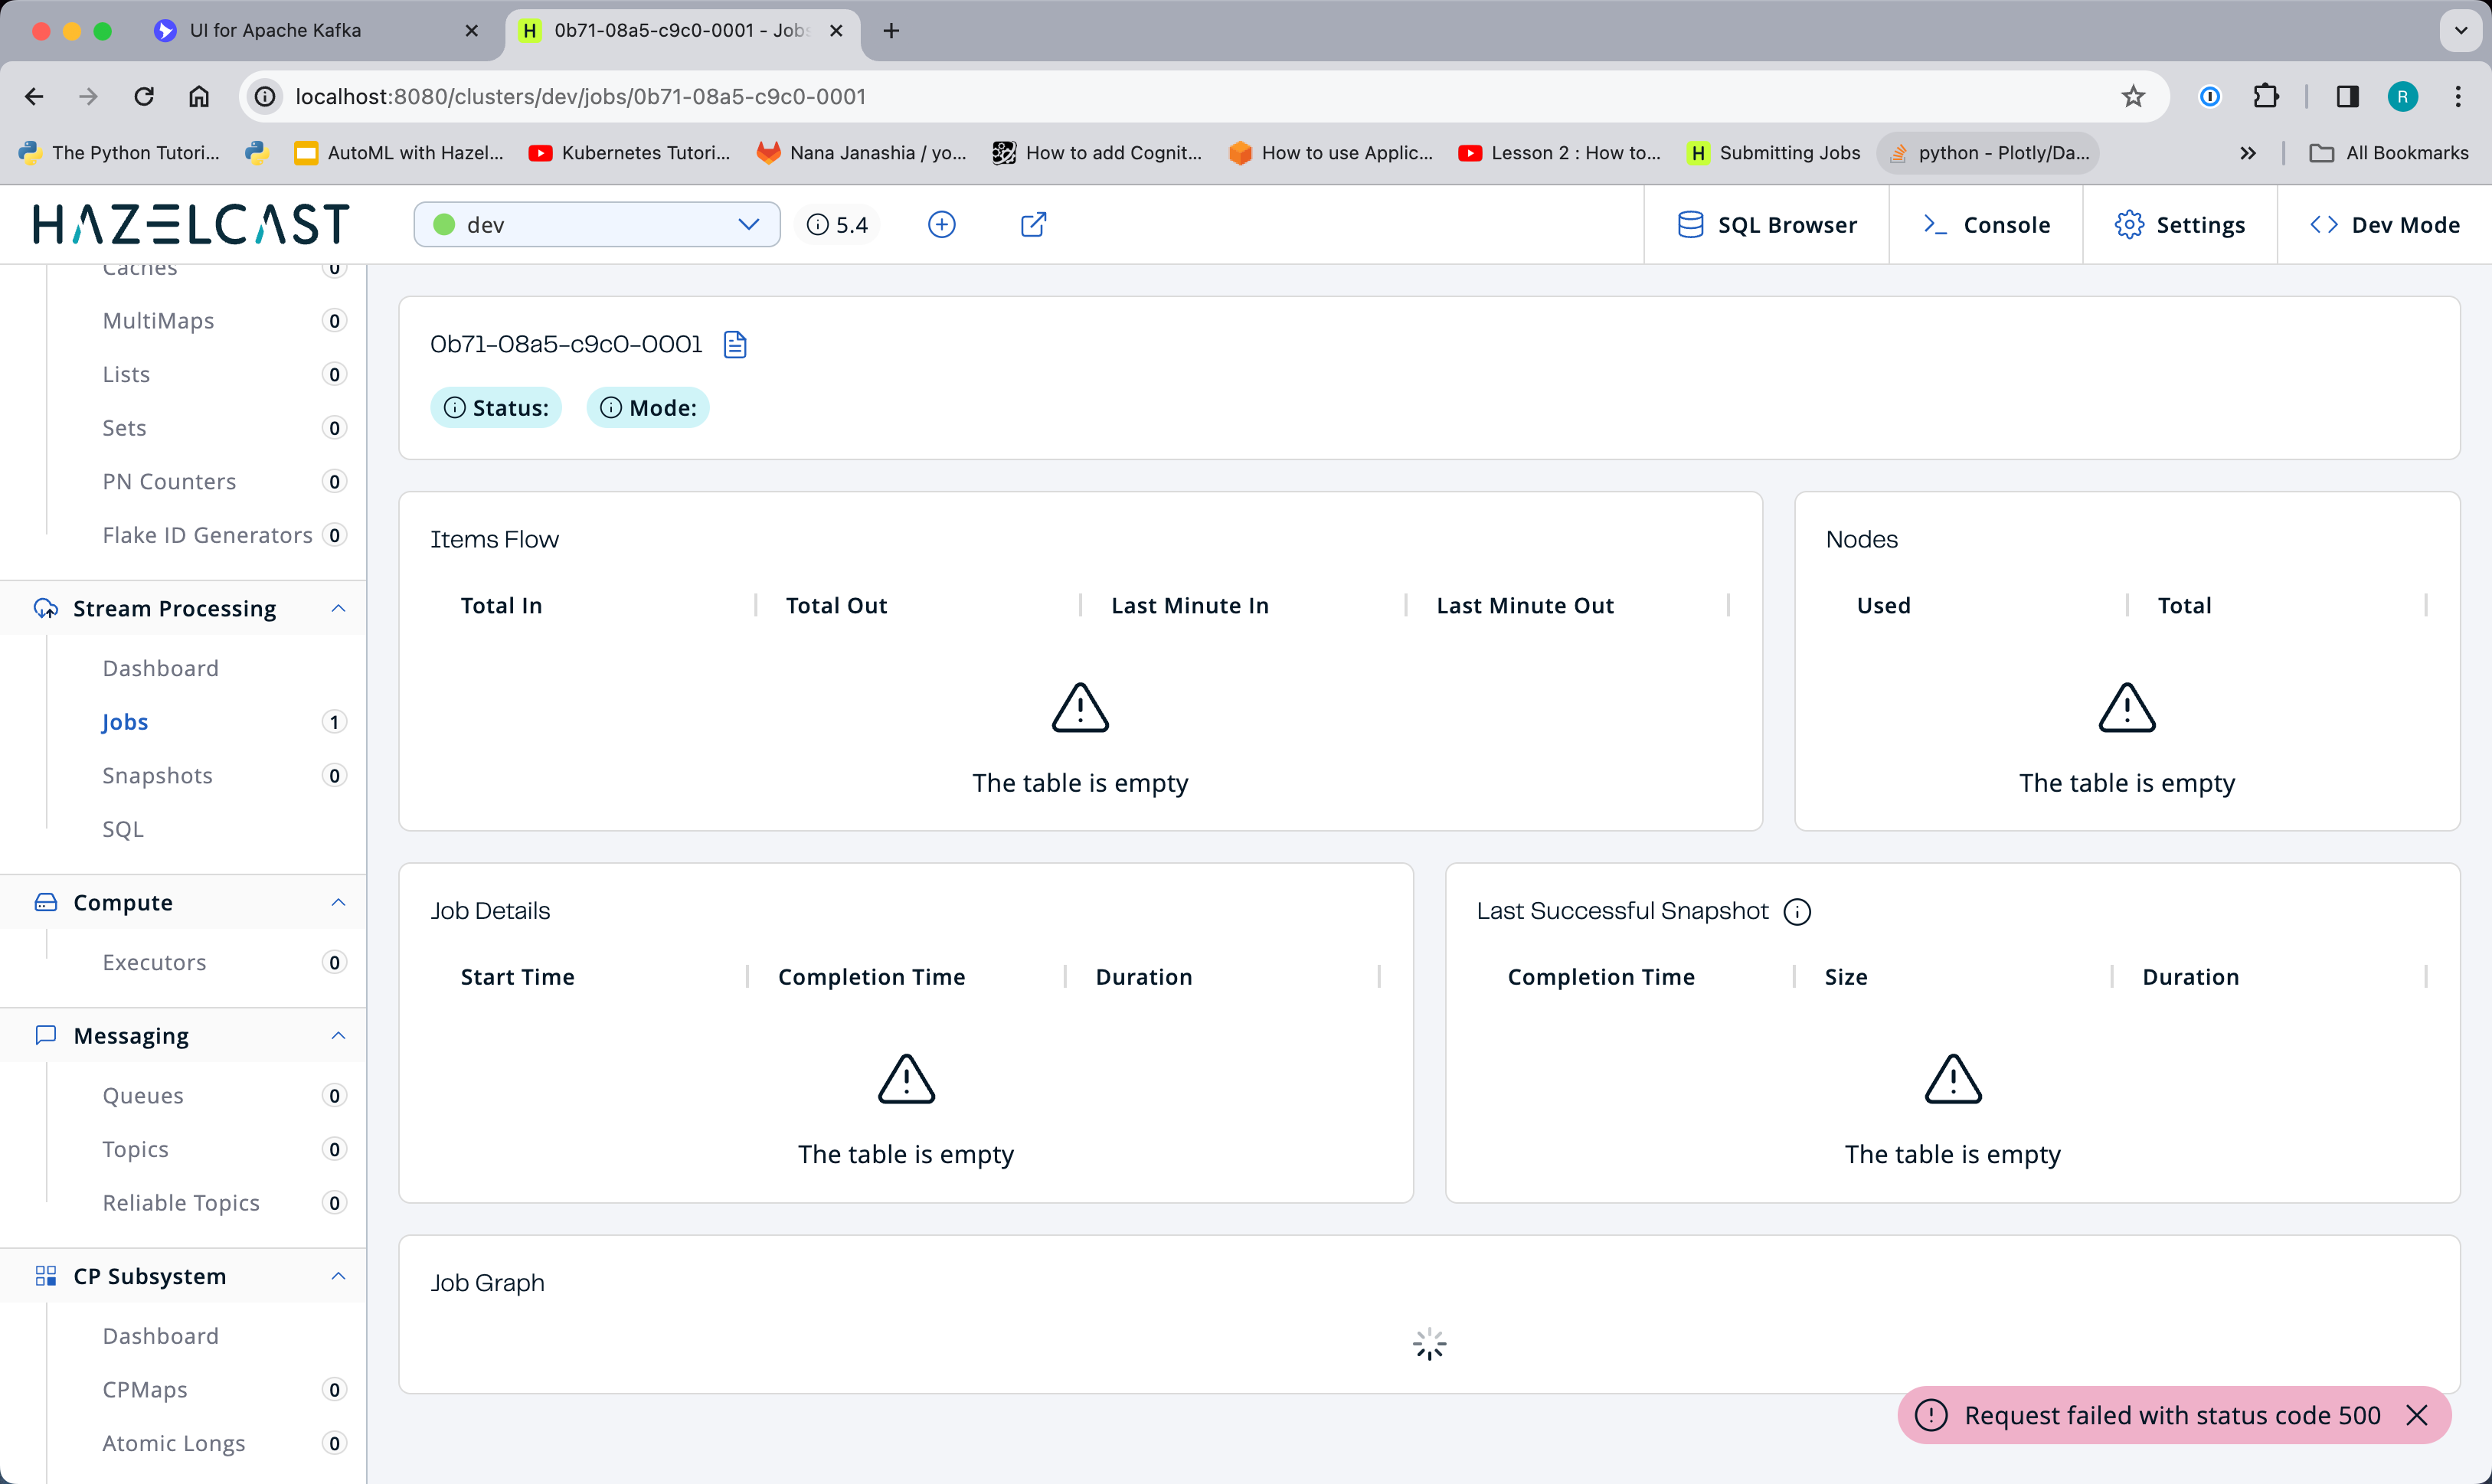 UI for Apache Kafka
0b71-08a5-c9c0-0001 - Jobs
localhost:8080/clusters/dev/jobs/0b71-08a5-c9c0-0001
R
The Python Tutori...
AutoML with Hazel...
Kubernetes Tutori...
Nana Janashia / yo...
How to add Cognit...
How to use Applic...
Lesson 2 : How to...
Submitting Jobs
python - Plotly/Da...
All Bookmarks
HAZELCAST
dev
5.4
SQL Browser
Console
Settings
Dev Mode
Caches 0
MultiMaps 0
Lists 0
Sets 0
PN Counters 0
Flake ID Generators 0
Stream Processing
Dashboard
Jobs 1
Snapshots 0
SQL
Compute
Executors 0
Messaging
Queues 0
Topics 0
Reliable Topics 0
CP Subsystem
Dashboard
CPMaps 0
Atomic Longs 0
0b71-08a5-c9c0-0001
Status:
Mode:
Items Flow
Total In
Total Out
Last Minute In
Last Minute Out
The table is empty
Nodes
Used
Total
The table is empty
Job Details
Start Time
Completion Time
Duration
The table is empty
Last Successful Snapshot
Completion Time
Size
Duration
The table is empty
Job Graph
Request failed with status code 500